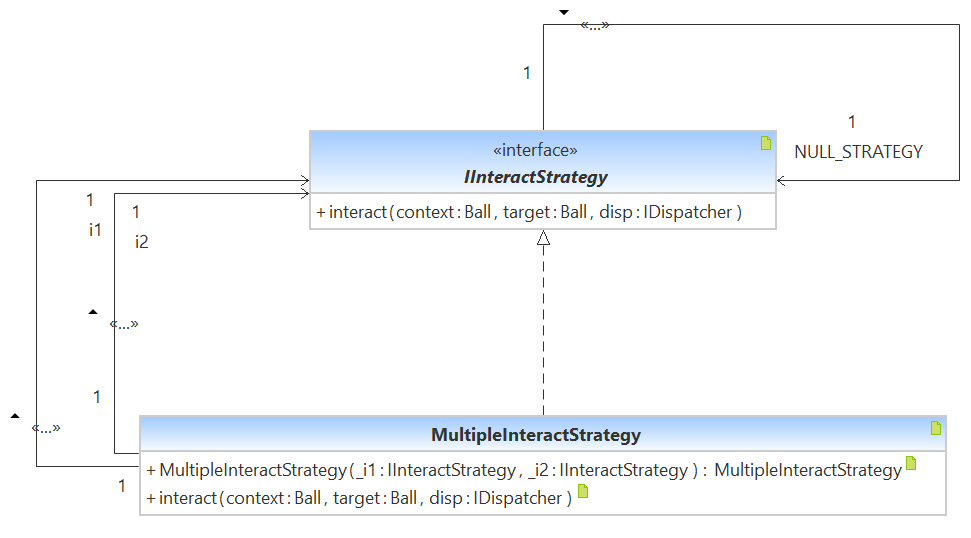 «...»
1
1
NULL_STRATEGY
«interface»
IInteractStrategy
+ interact ( context : Ball , target : Ball , disp : IDispatcher )
1
i1
1
i2
«...»
1
«...»
MultipleInteractStrategy
+ MultipleInteractStrategy ( _i1 : IInteractStrategy , _i2 : IInteractStrategy ) : MultipleInteractStrategy
+ interact ( context : Ball , target : Ball , disp : IDispatcher )
1